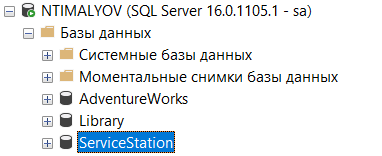 NTIMALYOV (SQL Server 16.0.1105.1 - sa)
Базы данных
Системные базы данных
Моментальные снимки базы данных
AdventureWorks
Library
ServiceStation